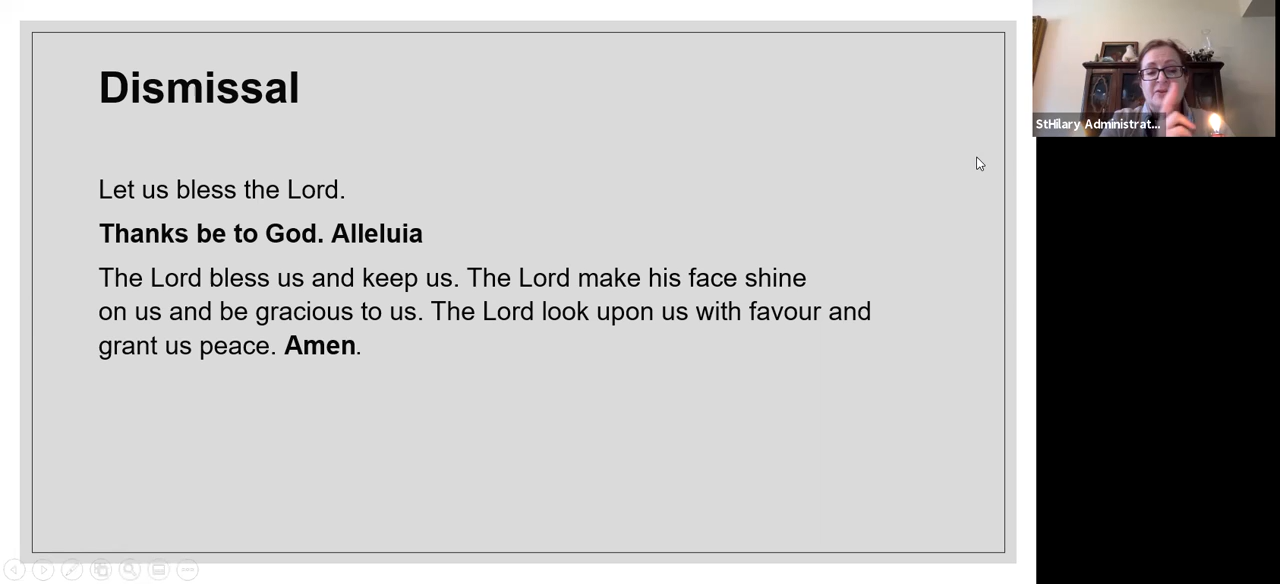 Dismissal
Let us bless the Lord.
Thanks be to God. Alleluia
The Lord bless us and keep us. The Lord make his face shine
on us and be gracious to us. The Lord look upon us with favour and
grant us peace. Amen.
StHilary Administrat...